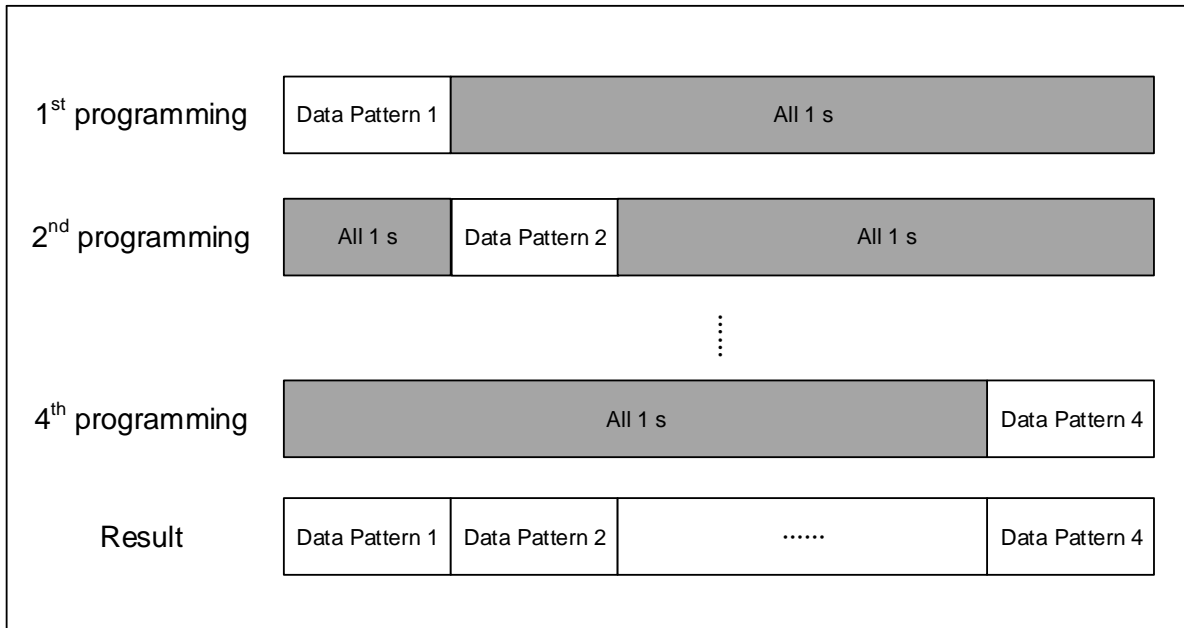 1st programming
Data Pattern 1
All 1 s
2nd programming
All 1 s
Data Pattern 2
All 1 s
4th programming
All 1 s
Data Pattern 4
Result
Data Pattern 1
Data Pattern 2
······
Data Pattern 4